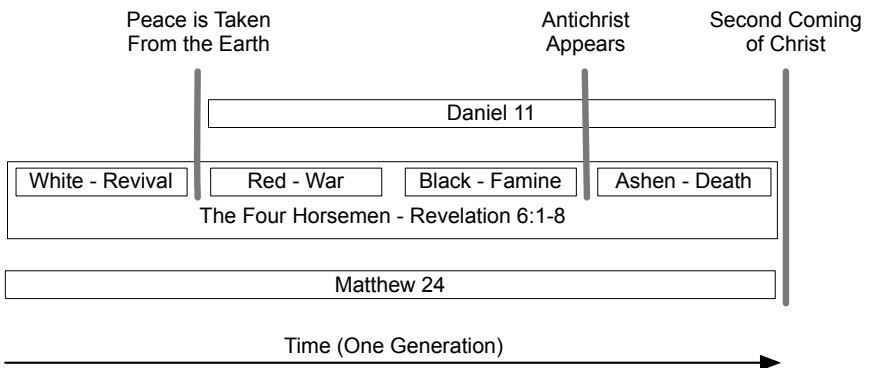 Peace is Taken
From the Earth
Antichrist
Appears
Second Coming
of Christ
Daniel 11
White - Revival
Red - War
Black - Famine
Ashen - Death
The Four Horsemen - Revelation 6:1-8
Matthew 24
Time (One Generation)